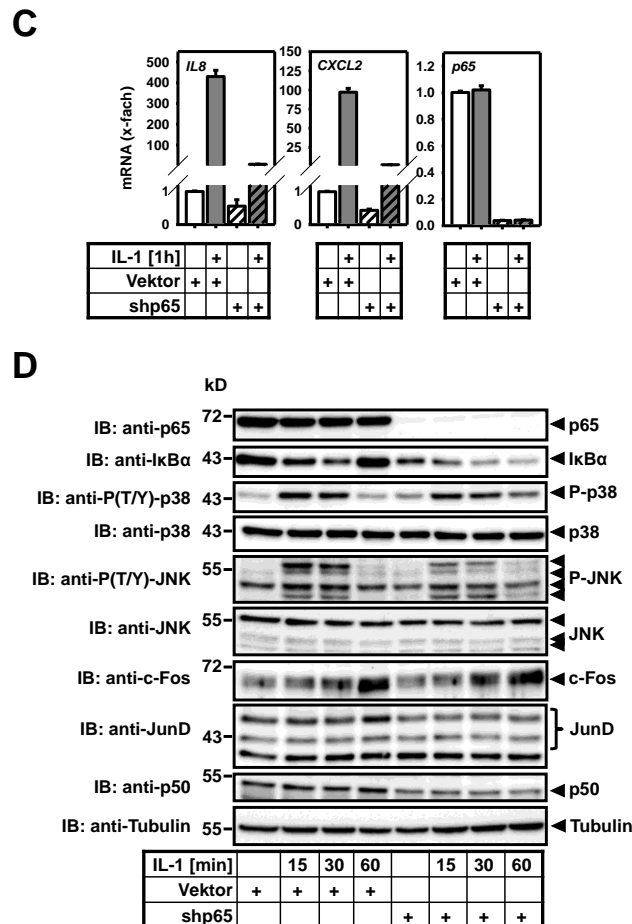 C
mRNA (x-fach)
500
400
300
200
100
1
0
IL8
150
125
100
75
50
25
1
0
CXCL2
1.2
1.0
0.8
0.6
0.4
0.2
0.0
p65
IL-1 [1h] + + + + + +
Vektor + + + + + +
shp65 + + + + + +
D
kD
IB: anti-p65 72 p65
IB: anti-IκBα 43 IκBα
IB: anti-P(T/Y)-p38 43 P-p38
IB: anti-p38 43 p38
IB: anti-P(T/Y)-JNK 55 P-JNK
IB: anti-JNK 55 JNK
IB: anti-c-Fos 72 c-Fos
IB: anti-JunD 43 JunD
IB: anti-p50 55 p50
IB: anti-Tubulin 55 Tubulin
IL-1 [min] 15 30 60 15 30 60
Vektor + + + +
shp65 + + + +